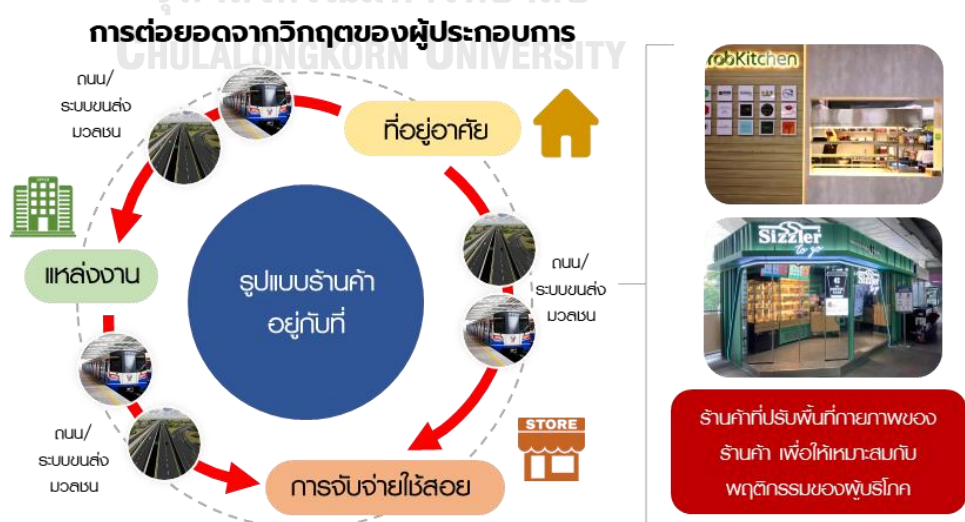 การต่อยอดจากวิกฤตของผู้ประกอบการ
CHULALONGKORN UNIVERSITY
ถนน/
ระบบขนส่ง
มวลชน
ที่อยู่อาศัย
แหล่งงาน
รูปแบบร้านค้า
อยู่กับที่
ถนน/
ระบบขนส่ง
มวลชน
ถนน/
ระบบขนส่ง
มวลชน
STORE
การจับจ่ายใช้สอย
robKitchen
Sizzler
to go
ร้านค้าที่ปรับพื้นที่กายภาพของ
ร้านค้า เพื่อให้เหมาะสมกับ
พฤติกรรมของผู้บริโภค